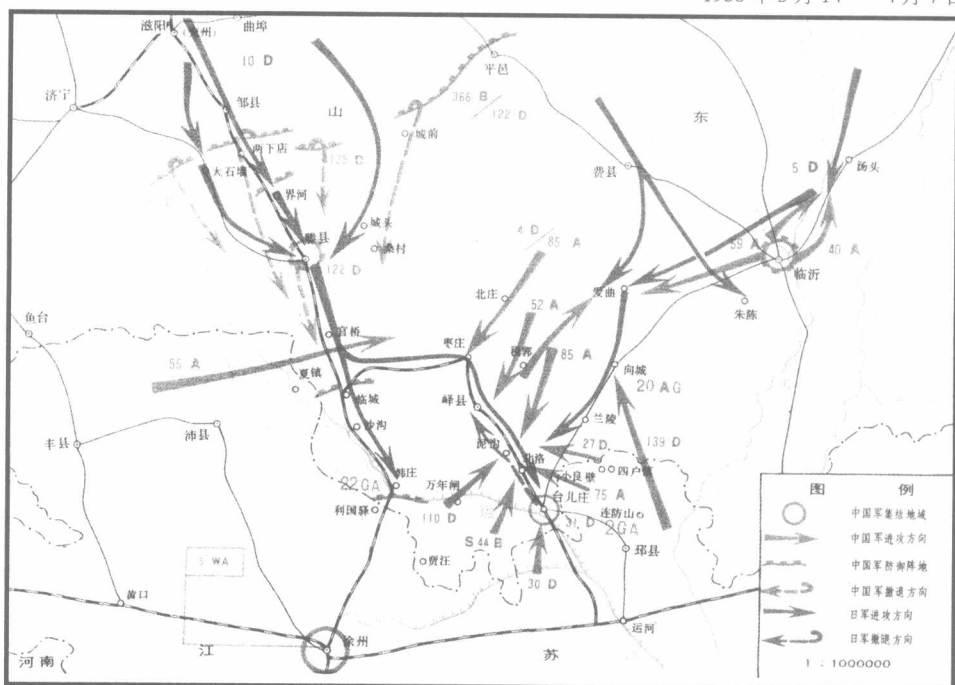 滋阳
曲埠
10 D
济宁
邹县
山
平邑
366 B
122 D
城前
东
两下店
125 D
大石墙
界河
费县
5 D
汤头
滕县
城头
桑村
122 D
4 D
85 A
59 A
40 A
临沂
北庄
爱曲
朱陈
鱼台
官桥
52 A
枣庄
85 A
55 A
夏镇
临城
峄县
向城
20 AG
兰陵
丰县
沛县
沙沟
泥沟
北洛
27 D
139 D
小良壁
四户镇
22GA
韩庄
万年闸
台儿庄
75 A
利国驿
110 D
31 D
连防山
2GA
S 44 B
贾汪
邳县
30 D
5 WA
黄口
徐州
运河
河南
江
苏
图 例
中国军集结地域
中国军进攻方向
中国军防御阵地
中国军撤退方向
日军进攻方向
日军撤退方向
1 : 1000000